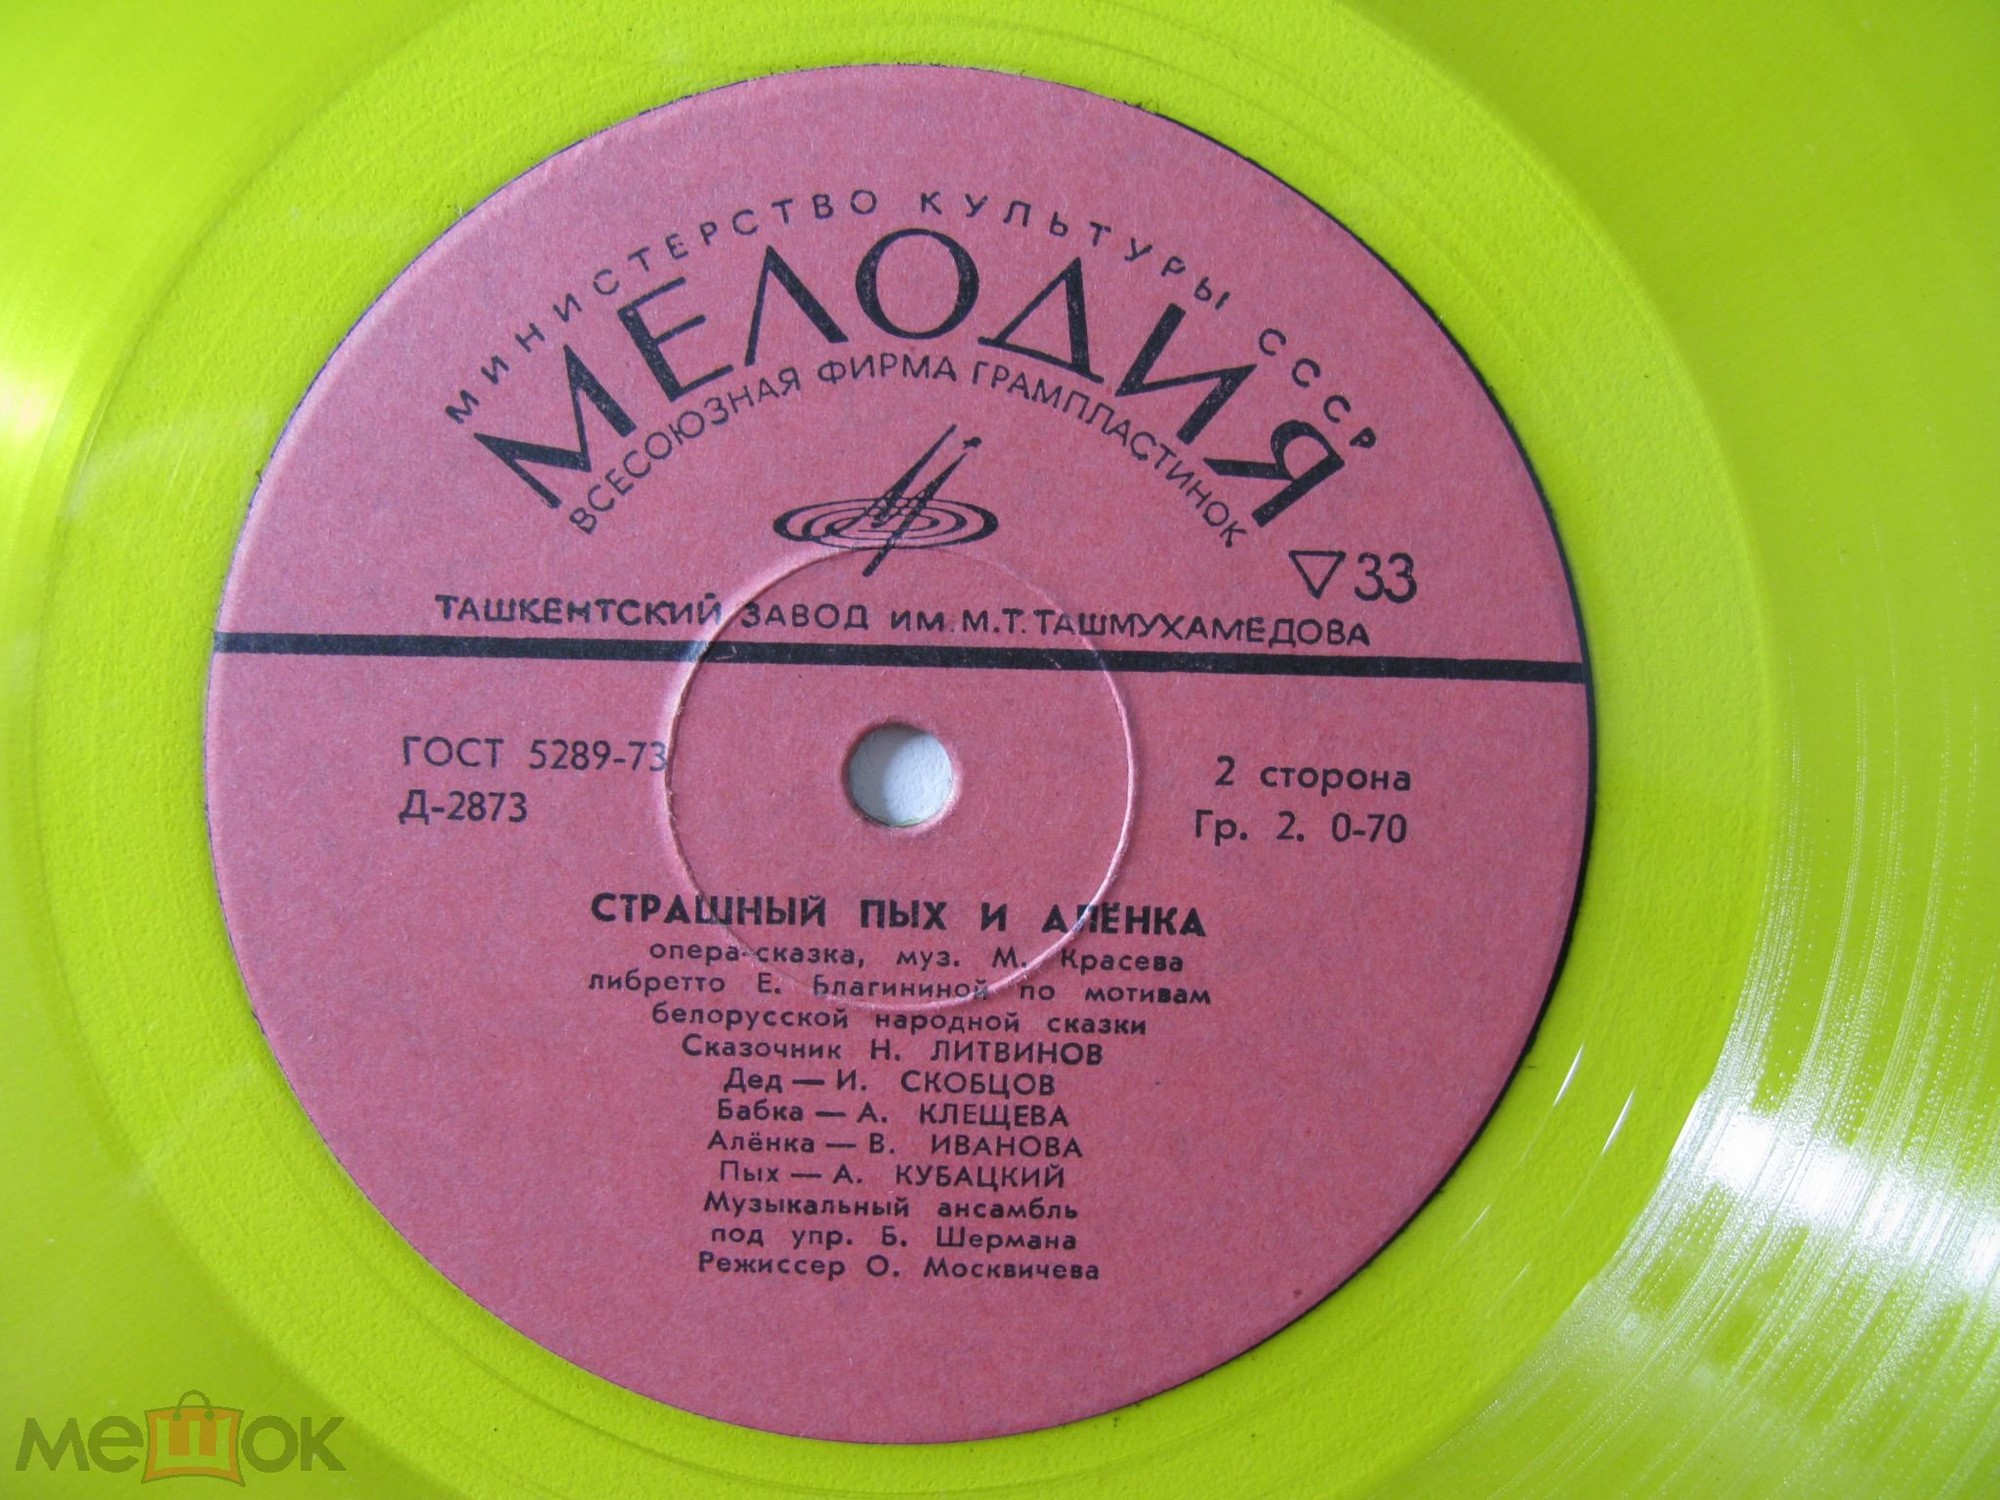 МИНИСТЕРСТВО КУЛЬТУРЫ СССР
МЕЛОДИЯ
ВСЕСОЮЗНАЯ ФИРМА ГРАМПЛАСТИНОК
33
ТАШКЕНТСКИЙ ЗАВОД ИМ. М.Т. ТАШМУХАМЕДОВА
ГОСТ 5289-73
Д-2873
2 сторона
Гр. 2. 0-70
СТРАШНЫЙ ПЫХ И АЛЁНКА
опера-сказка, муз. М. Красева
либретто Е. Благининой по мотивам
белорусской народной сказки
Сказочник Н. ЛИТВИНОВ
Дед — И. СКОБЦОВ
Бабка — А. КЛЕЩЕВА
Алёнка — В. ИВАНОВА
Пых — А. КУБАЦКИЙ
Музыкальный ансамбль
под упр. Б. Шермана
Режиссер О. Москвичева
мешок